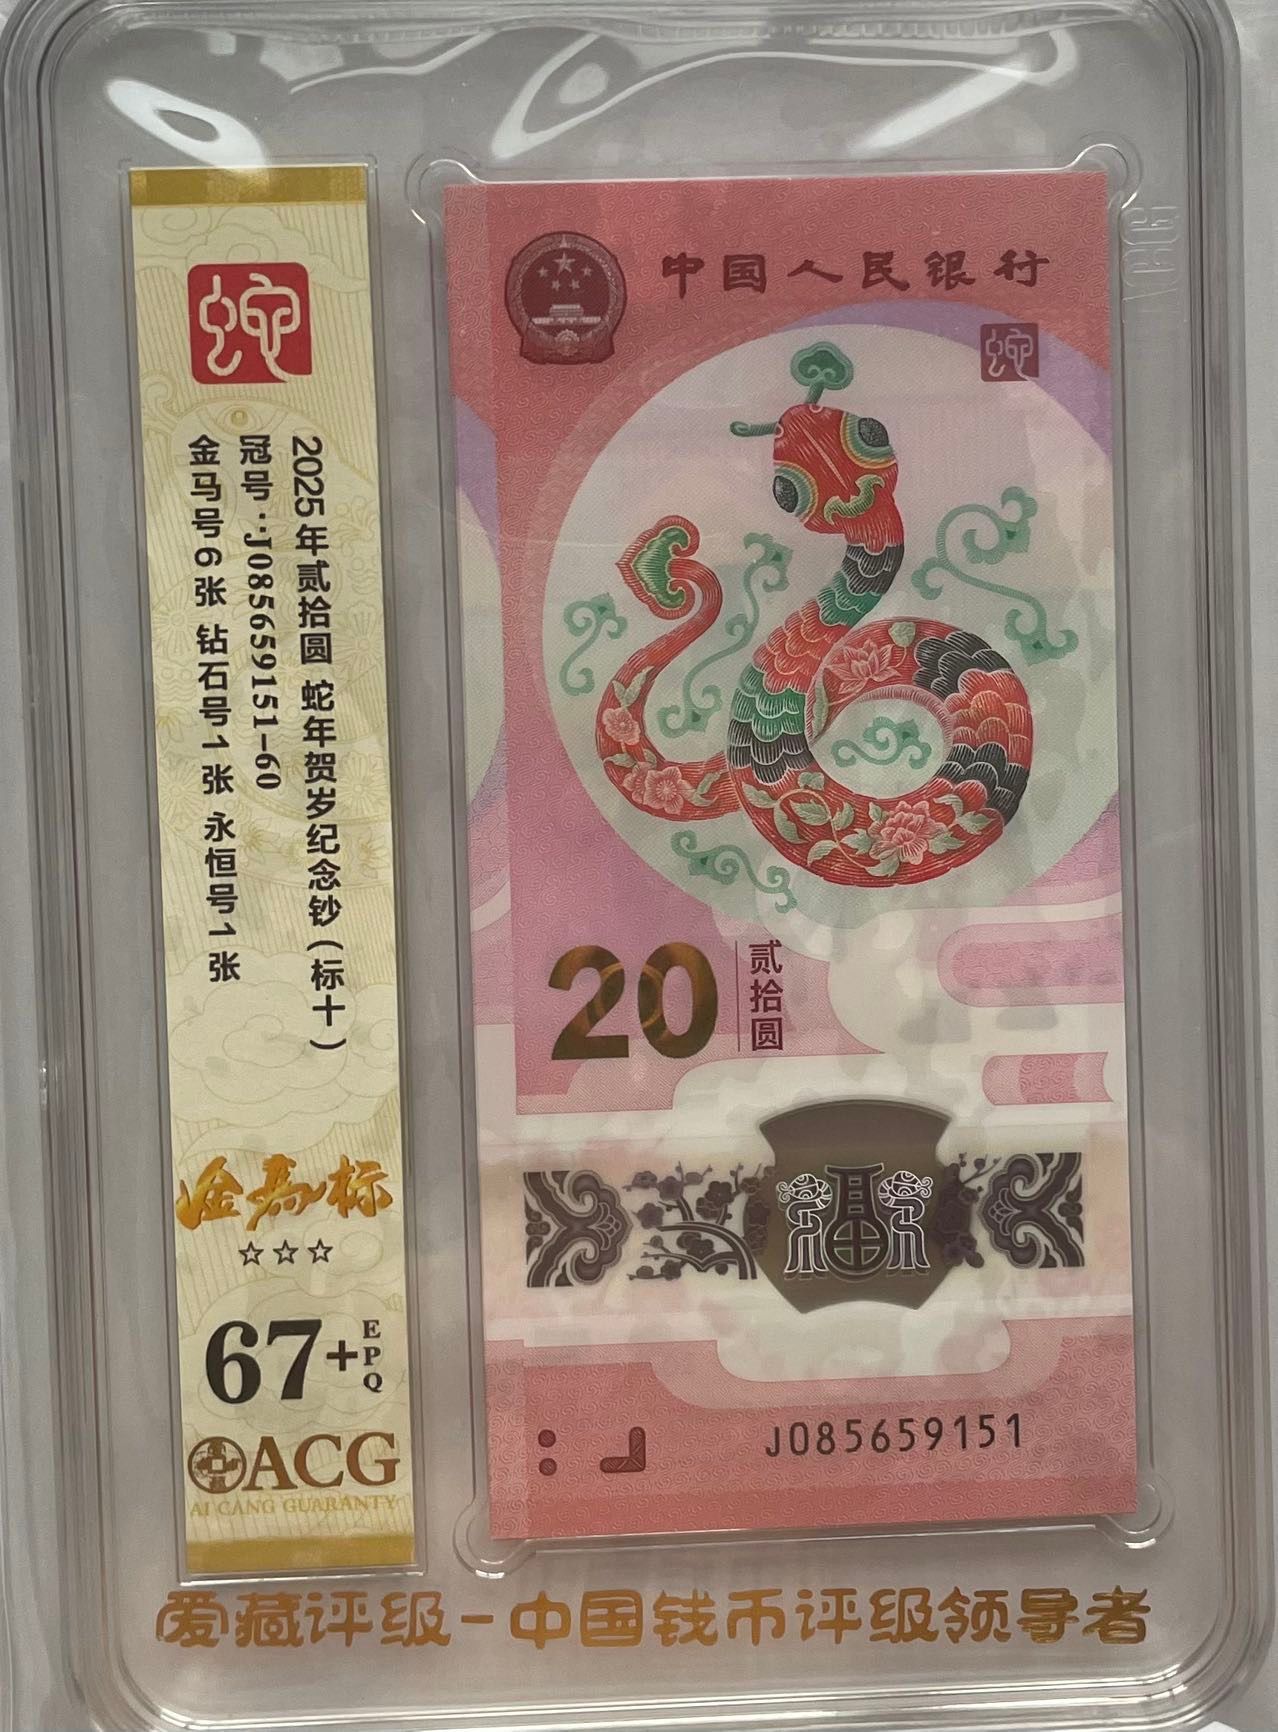 蛇
2025年贰拾圆 蛇年贺岁纪念钞(标十)
冠号:J085659151-60
金马号6张 钻石号1张 永恒号1张
金马标
67+EPQ
ACG
AI CANG GUARANTY
中国人民银行
蛇
20
贰拾圆
J085659151
爱藏评级-中国钱币评级领导者
ACG